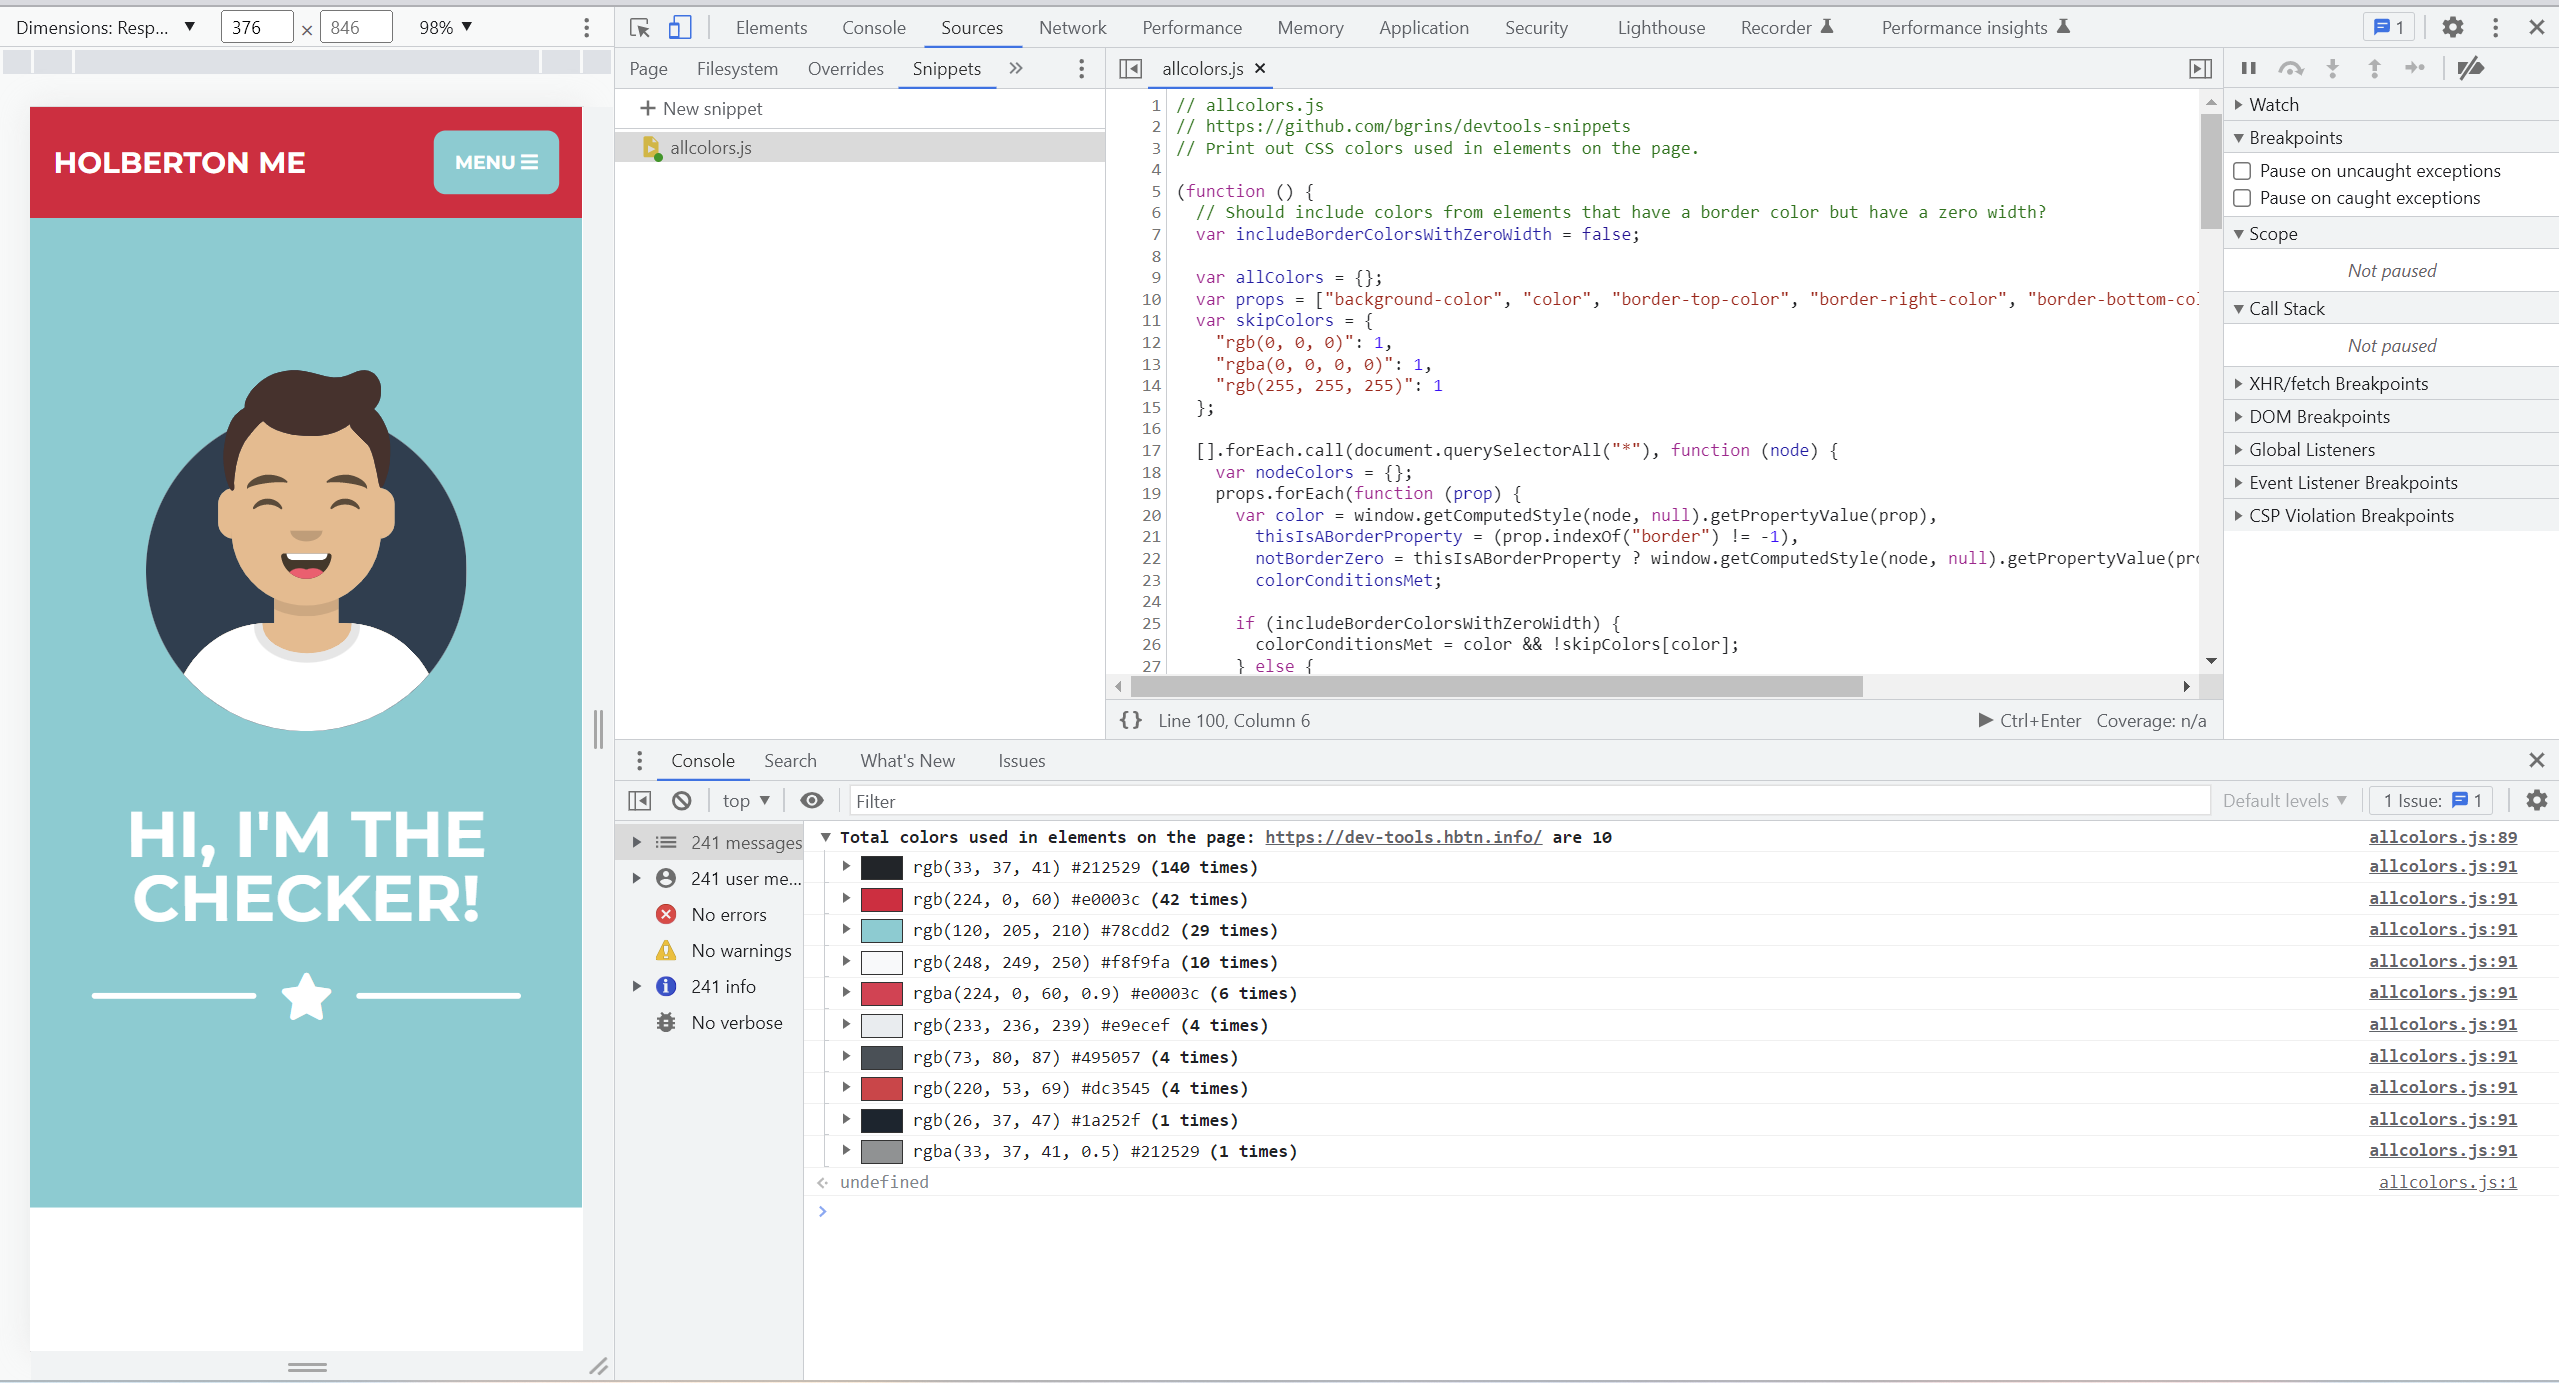 Dimensions: Resp... ▼ 376 × 846 98% ▼
HOLBERTON ME
MENU
HI, I'M THE
CHECKER!
Elements Console Sources Network Performance Memory Application Security Lighthouse Recorder Performance insights 1
Page Filesystem Overrides Snippets »
+ New snippet
allcolors.js
allcolors.js ×
1 // allcolors.js
2 // https://github.com/bgrins/devtools-snippets
3 // Print out CSS colors used in elements on the page.
4
5 (function () {
6 // Should include colors from elements that have a border color but have a zero width?
7 var includeBorderColorsWithZeroWidth = false;
8
9 var allColors = {};
10 var props = ["background-color", "color", "border-top-color", "border-right-color", "border-bottom-co
11 var skipColors = {
12 "rgb(0, 0, 0)": 1,
13 "rgba(0, 0, 0, 0)": 1,
14 "rgb(255, 255, 255)": 1
15 };
16
17 [].forEach.call(document.querySelectorAll("*"), function (node) {
18 var nodeColors = {};
19 props.forEach(function (prop) {
20 var color = window.getComputedStyle(node, null).getPropertyValue(prop),
21 thisIsABorderProperty = (prop.indexOf("border") != -1),
22 notBorderZero = thisIsABorderProperty ? window.getComputedStyle(node, null).getPropertyValue(pr
23 colorConditionsMet;
24
25 if (includeBorderColorsWithZeroWidth) {
26 colorConditionsMet = color && !skipColors[color];
27 } else {
{} Line 100, Column 6 Ctrl+Enter Coverage: n/a
Watch
Breakpoints
Pause on uncaught exceptions
Pause on caught exceptions
Scope
Not paused
Call Stack
Not paused
XHR/fetch Breakpoints
DOM Breakpoints
Global Listeners
Event Listener Breakpoints
CSP Violation Breakpoints
Console Search What's New Issues
top ▼ Filter Default levels ▼ 1 Issue: 1
241 messages
241 user me...
No errors
No warnings
241 info
No verbose
Total colors used in elements on the page: https://dev-tools.hbtn.info/ are 10 allcolors.js:89
rgb(33, 37, 41) #212529 (140 times) allcolors.js:91
rgb(224, 0, 60) #e0003c (42 times) allcolors.js:91
rgb(120, 205, 210) #78cdd2 (29 times) allcolors.js:91
rgb(248, 249, 250) #f8f9fa (10 times) allcolors.js:91
rgba(224, 0, 60, 0.9) #e0003c (6 times) allcolors.js:91
rgb(233, 236, 239) #e9ecef (4 times) allcolors.js:91
rgb(73, 80, 87) #495057 (4 times) allcolors.js:91
rgb(220, 53, 69) #dc3545 (4 times) allcolors.js:91
rgb(26, 37, 47) #1a252f (1 times) allcolors.js:91
rgba(33, 37, 41, 0.5) #212529 (1 times) allcolors.js:91
undefined allcolors.js:1